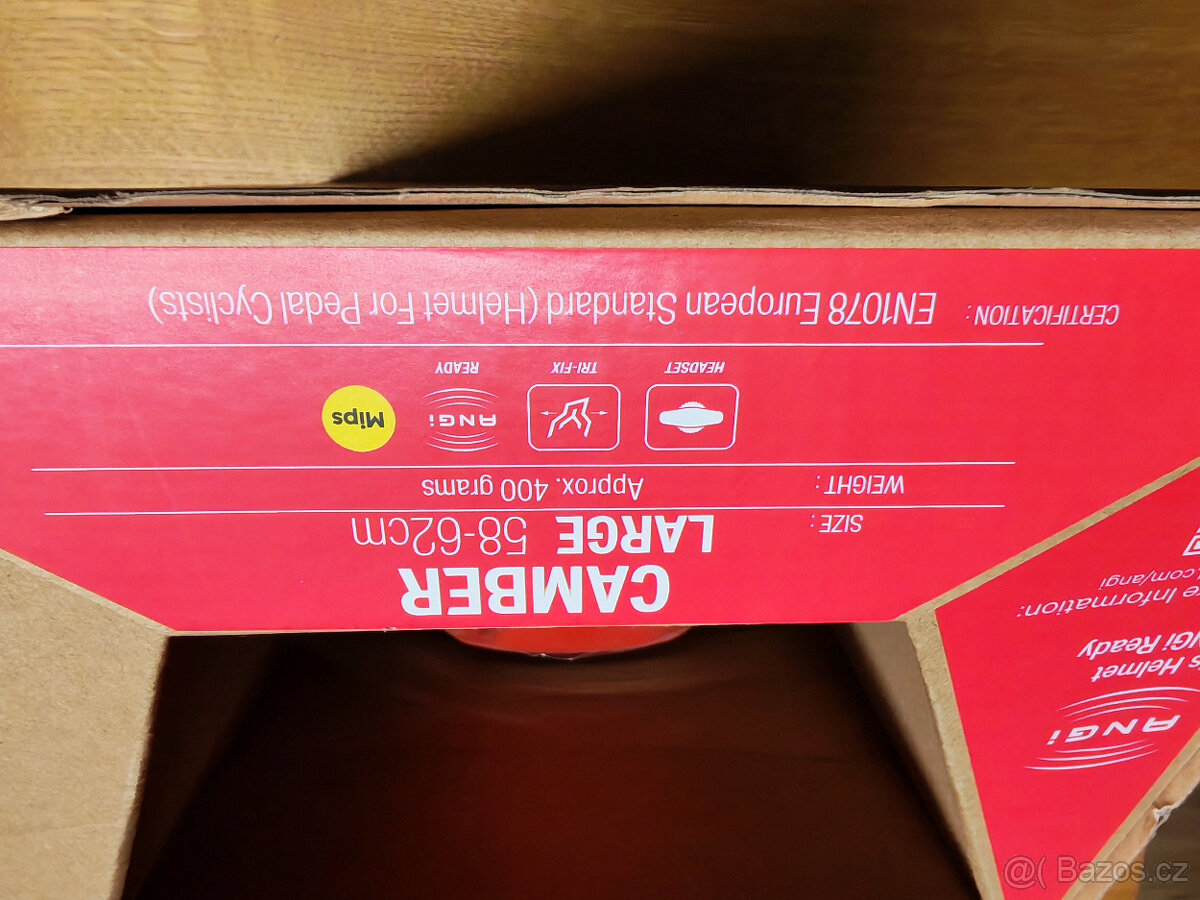 CAMBER
SIZE: LARGE 58-62cm
WEIGHT: Approx. 400 grams
HEADSET TRI-FIX ANGi READY Mips
CERTIFICATION: EN1078 European Standard (Helmet For Pedal Cyclists)
ANGi
Helmet
Ready
Information:
.com/angi
@( Bazos.cz